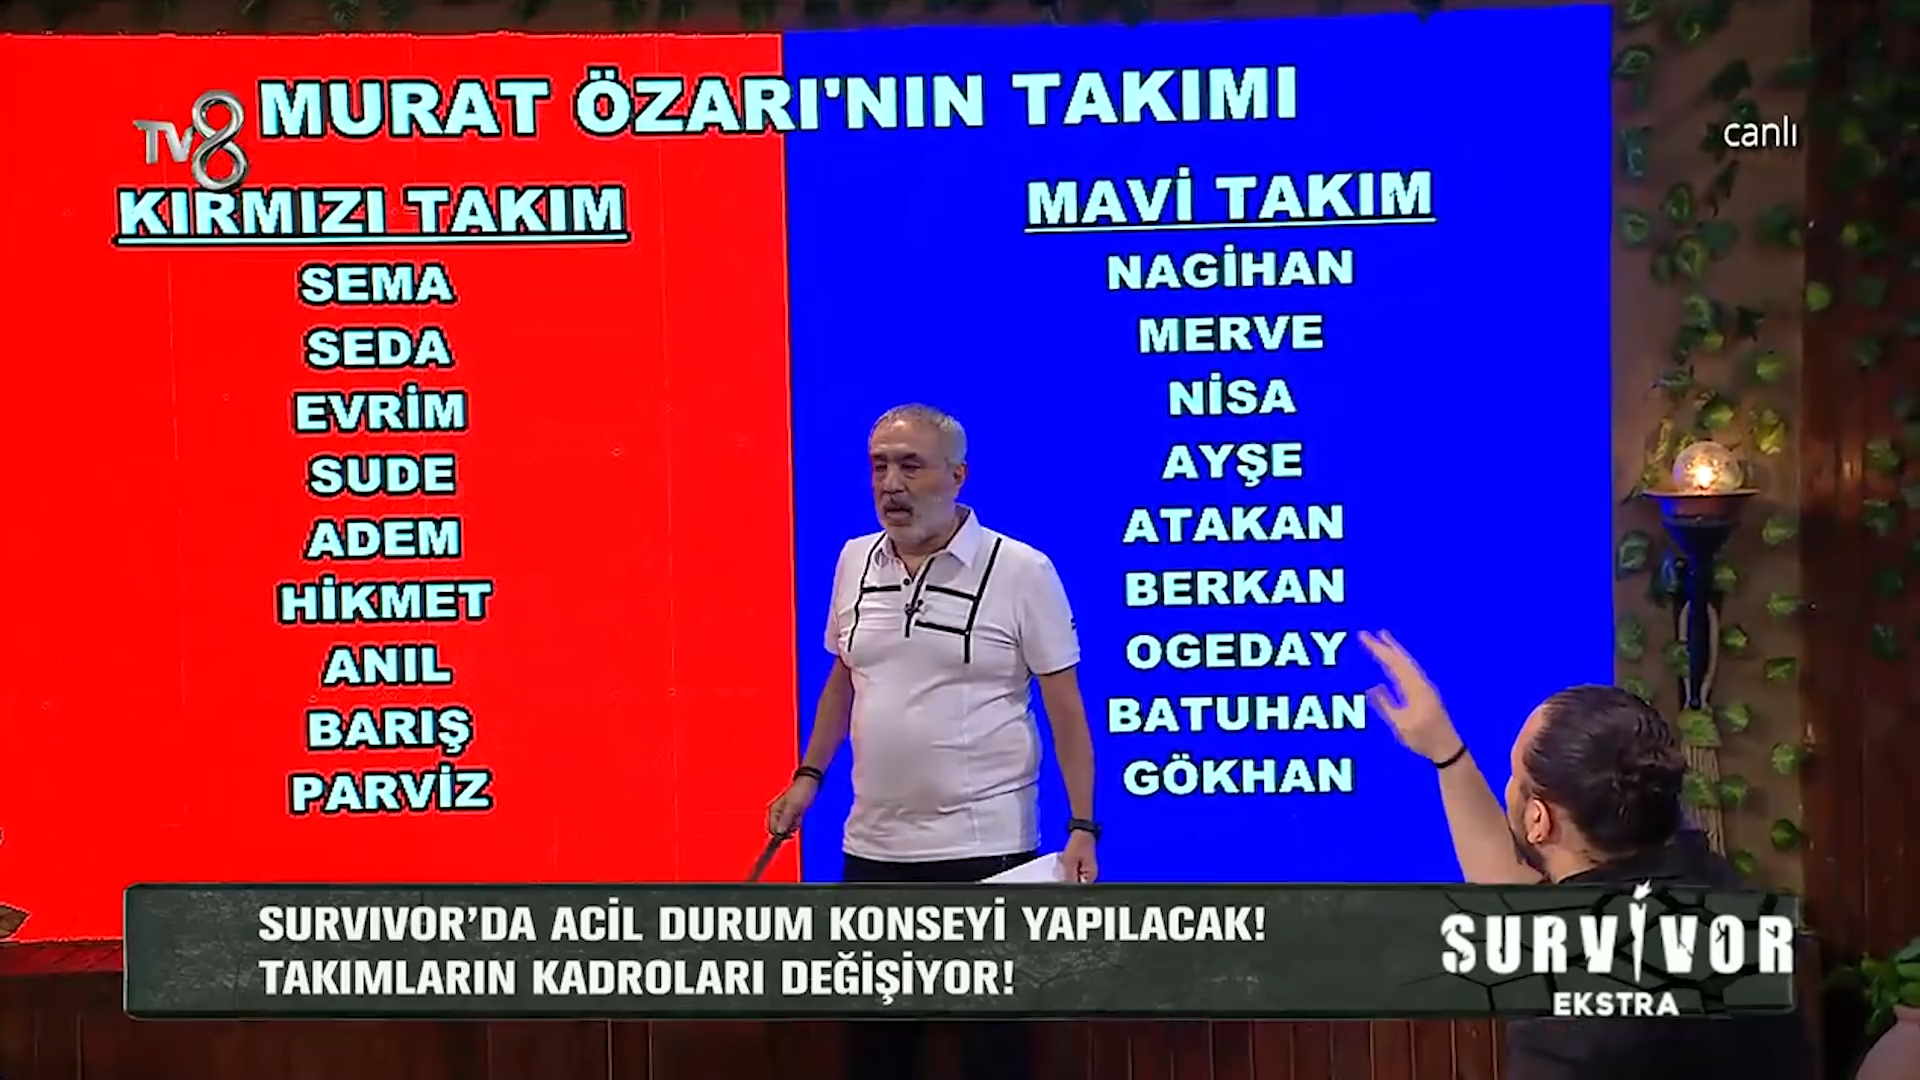 MURAT ÖZARI'NIN TAKIMI
TV8
canlı
KIRMIZI TAKIM
SEMA
SEDA
EVRİM
SUDE
ADEM
HİKMET
ANIL
BARIŞ
PARVİZ
MAVİ TAKIM
NAGİHAN
MERVE
NİSA
AYŞE
ATAKAN
BERKAN
OGEDAY
BATUHAN
GÖKHAN
SURVIVOR’DA ACİL DURUM KONSEYİ YAPILACAK!
TAKIMLARIN KADROLARI DEĞİŞİYOR!
SURVIVOR
EKSTRA